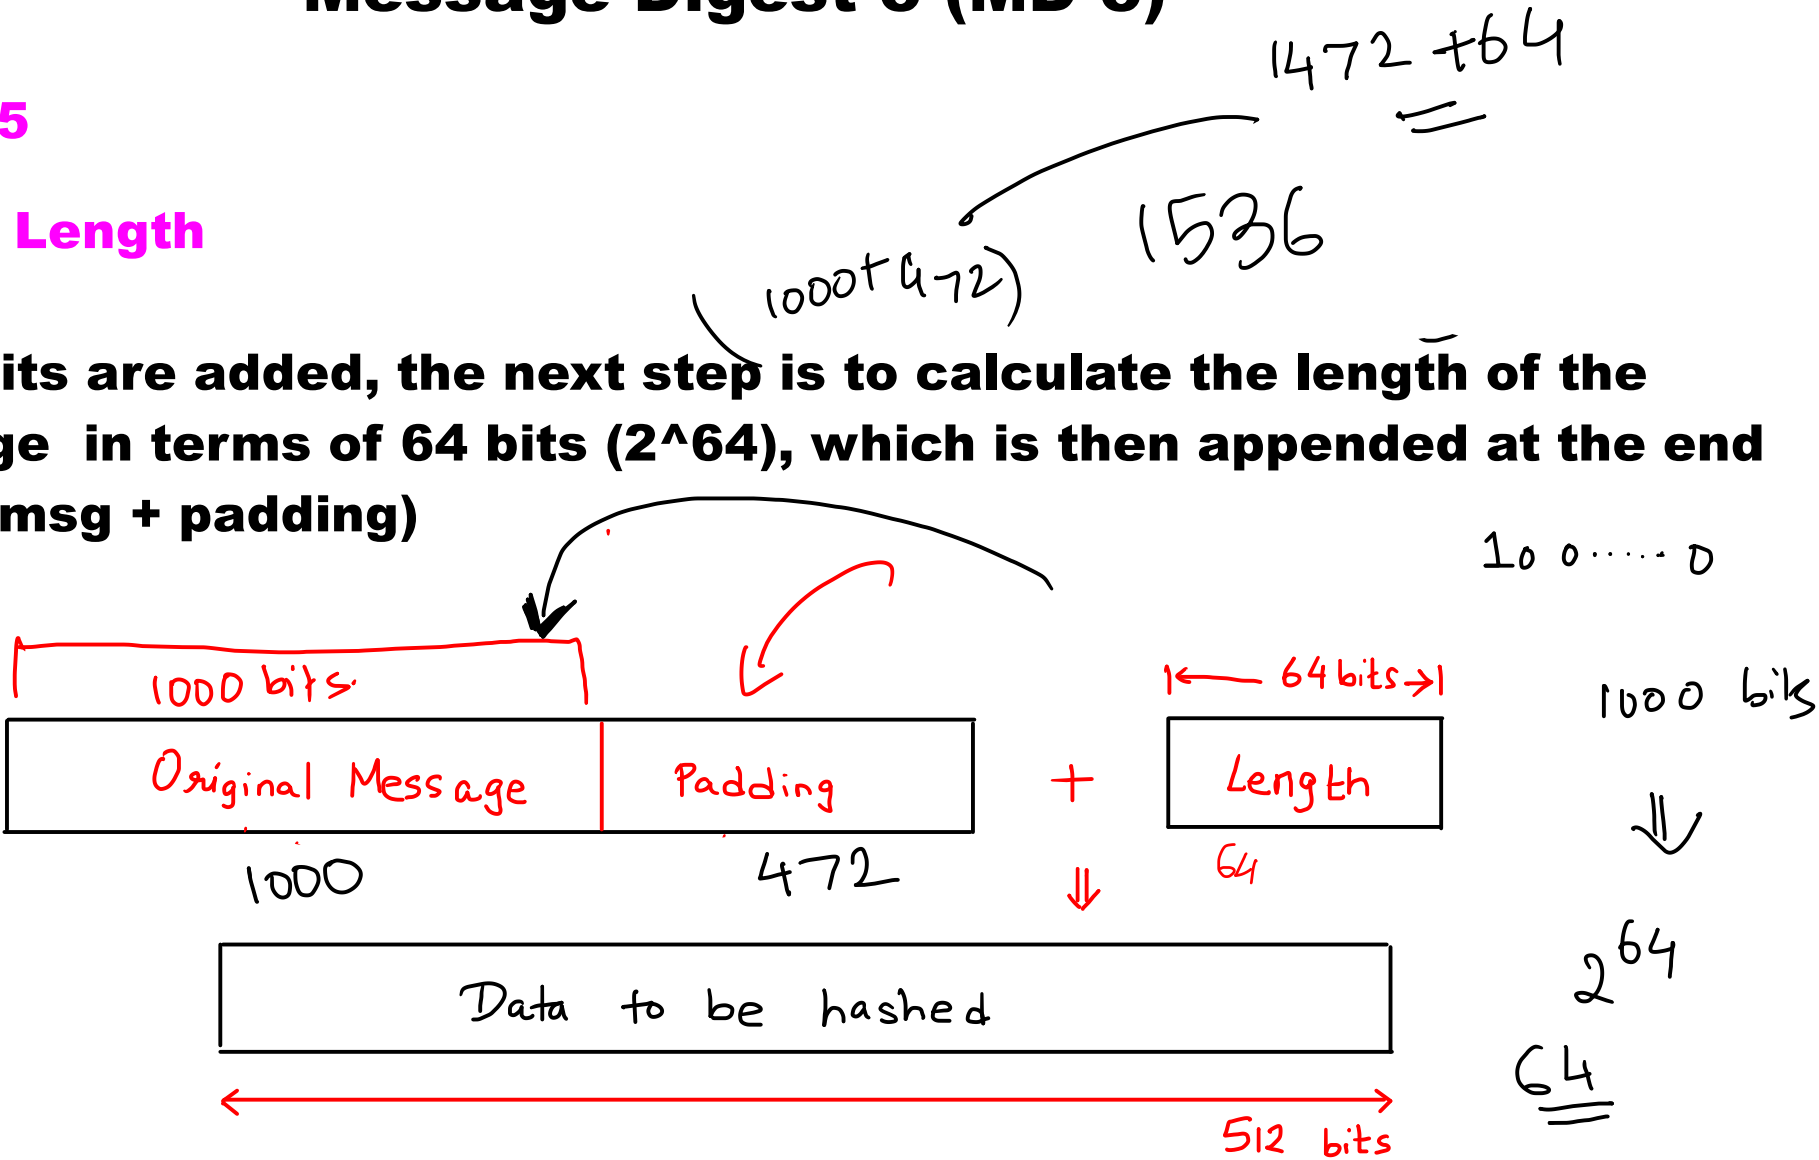 1472 +64
5
Length
1536
1000+472)
its are added, the next step is to calculate the length of the
ge in terms of 64 bits (2^64), which is then appended at the end
msg + padding)
100.....0
1000 bits.
64 bits
1000 bits
Original Message
Padding
+
Length
1000
472
64
2^64
Data to be hashed
64
512 bits